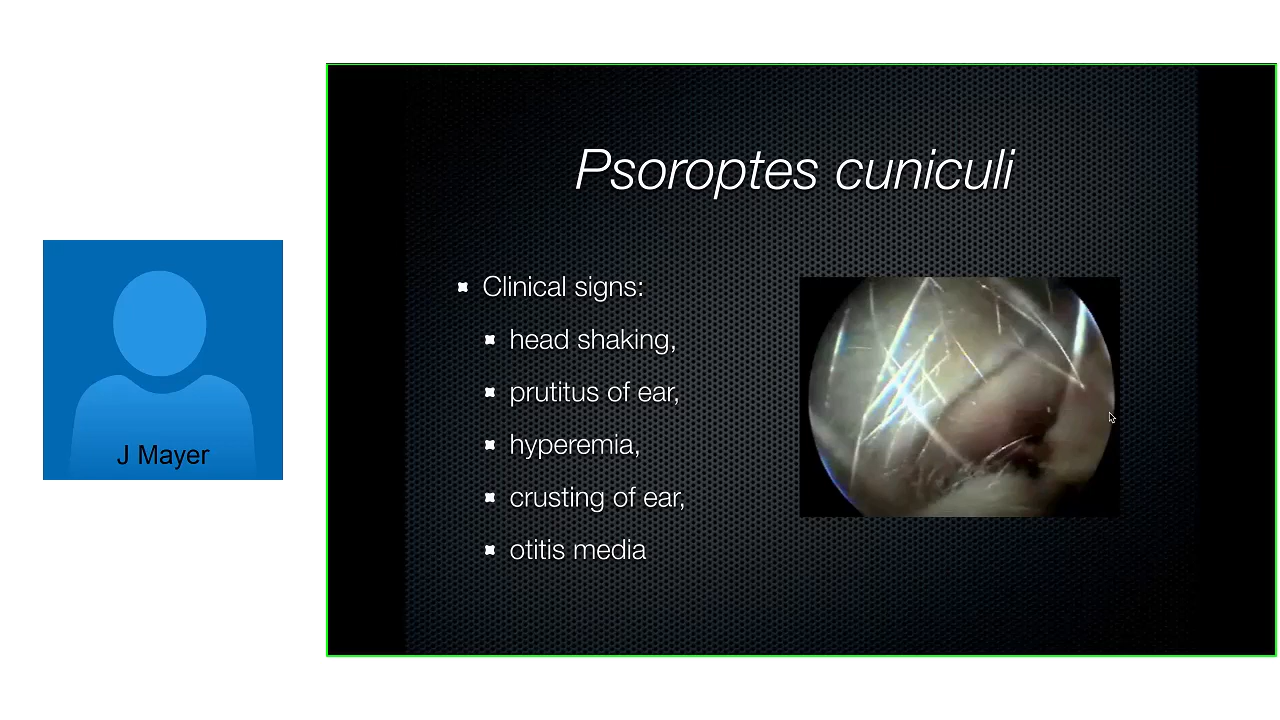 Psoroptes cuniculi
Clinical signs:
head shaking,
prutitus of ear,
hyperemia,
crusting of ear,
otitis media
J Mayer